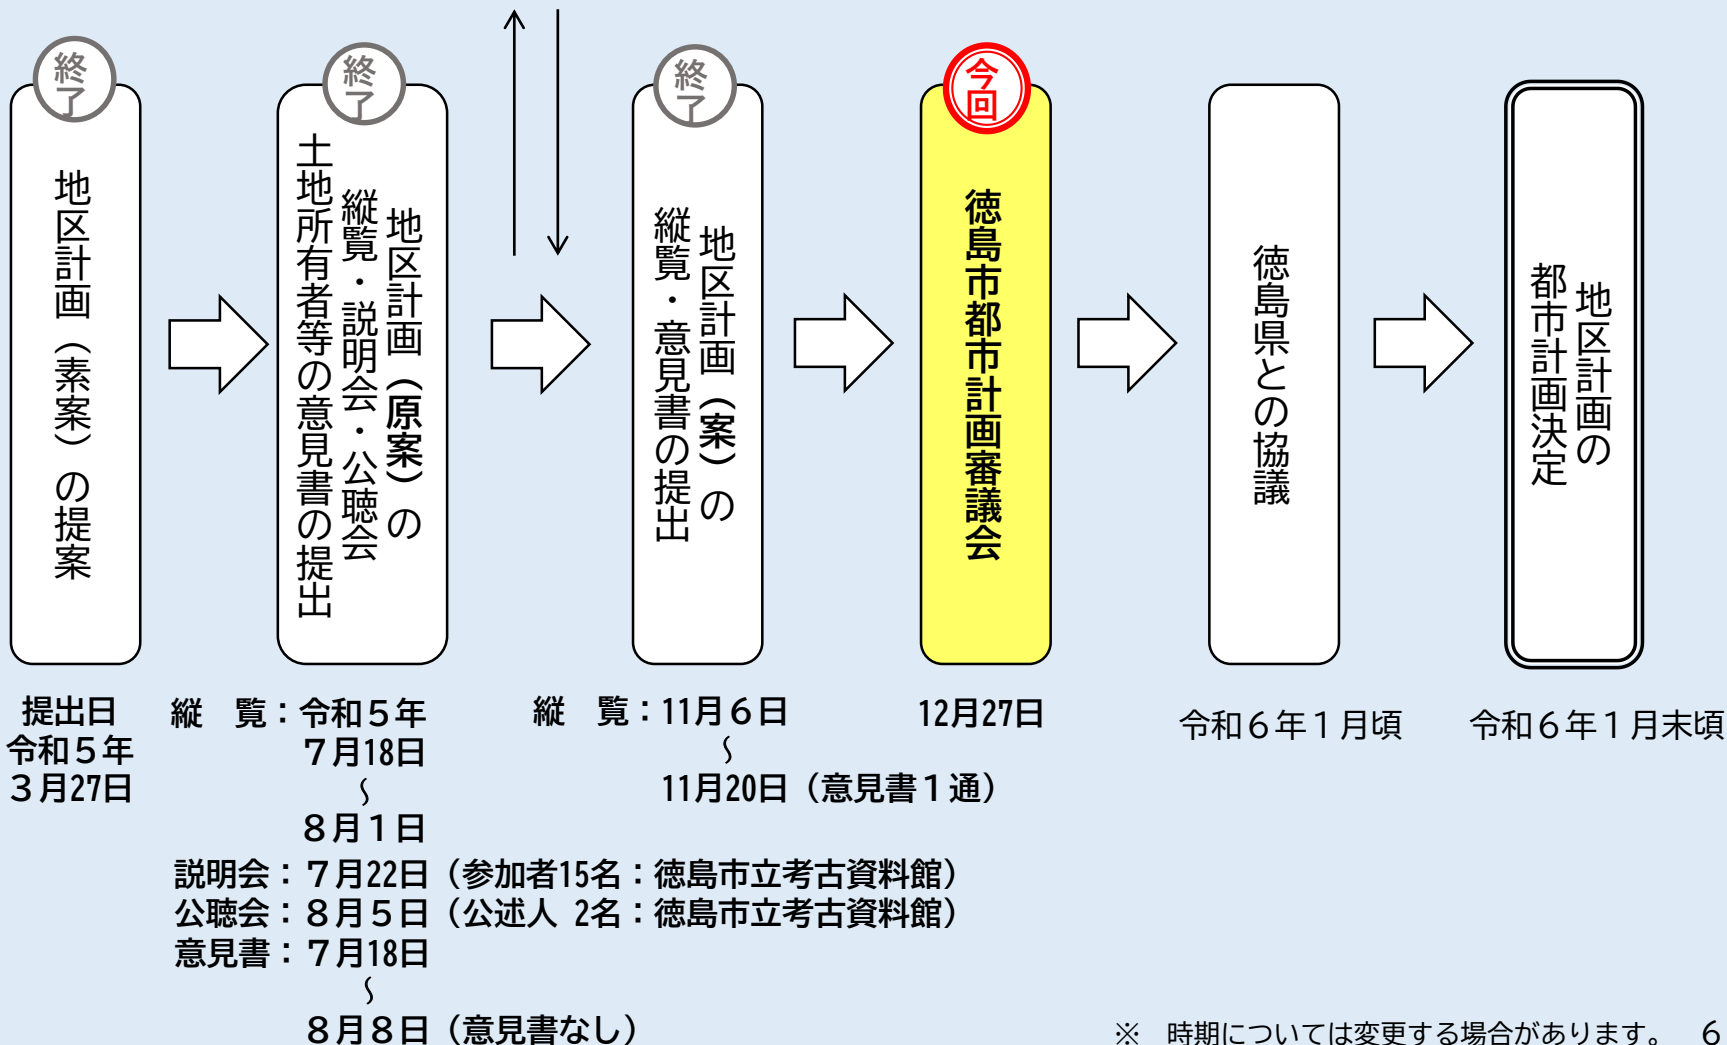 終了
地区計画（素案）の提案
提出日
令和５年
３月27日
終了
地区計画（原案）の
縦覧・説明会・公聴会
土地所有者等の意見書の提出
縦　覧：令和５年
７月18日
～
８月１日
説明会：７月22日（参加者15名：徳島市立考古資料館）
公聴会：８月５日（公述人 2名：徳島市立考古資料館）
意見書：７月18日
～
８月８日（意見書なし）
終了
地区計画（案）の
縦覧・意見書の提出
縦　覧：11月６日
～
11月20日（意見書１通）
今回
徳島市都市計画審議会
12月27日
徳島県との協議
令和６年１月頃
地区計画の
都市計画決定
令和６年１月末頃
※　時期については変更する場合があります。
6